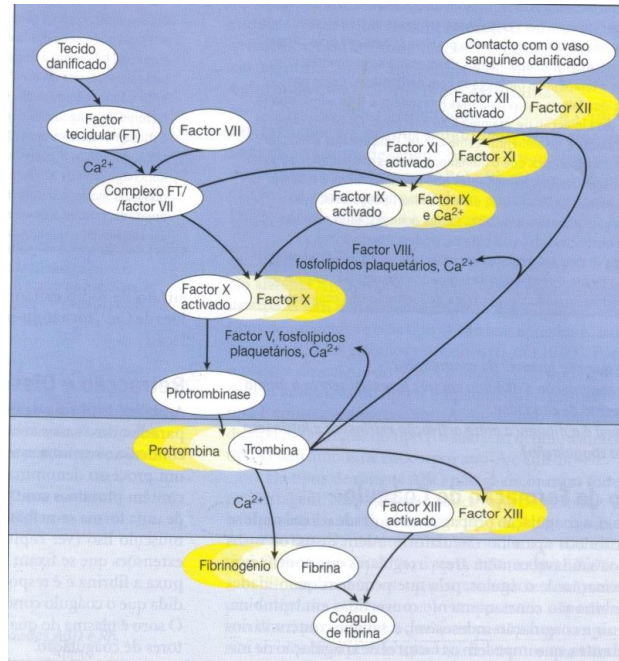 Tecido
danificado
Contacto com o vaso
sanguíneo danificado
Factor
tecidular (FT)
Factor VII
Factor XII
activado
Factor XII
Ca2+
Factor XI
activado
Factor XI
Complexo FT/
/factor VII
Factor IX
activado
Factor IX
e Ca2+
Factor VIII,
fosfolípidos plaquetários, Ca2+
Factor X
activado
Factor X
Factor V, fosfolípidos
plaquetários, Ca2+
Protrombinase
Protrombina
Trombina
Ca2+
Factor XIII
activado
Factor XIII
Fibrinogénio
Fibrina
Coágulo
de fibrina